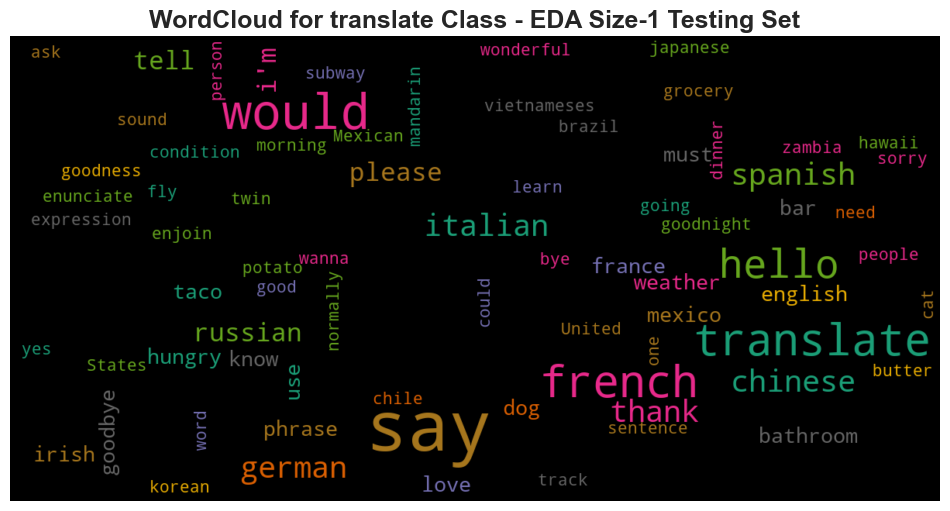 WordCloud for translate Class - EDA Size-1 Testing Set
ask
tell
person
i'm
subway
wonderful
japanese
mandarin
would
vietnameses
grocery
sound
brazil
Mexican
morning
condition
please
must
dinner
zambia
hawaii
sorry
goodness
spanish
enunciate
fly
twin
learn
expression
italian
going
goodnight
bar
need
enjoin
wanna
bye
france
hello
people
potato
good
normally
could
weather
english
cat
taco
mexico
United
one
translate
russian
yes
States
hungry
know
use
french
chinese
butter
chile
dog
thank
goodbye
word
phrase
say
sentence
bathroom
irish
german
korean
love
track